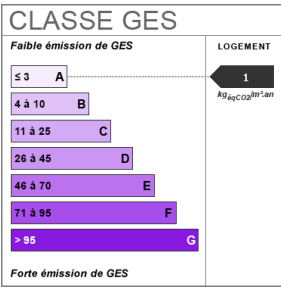 CLASSE GES
Faible émission de GES
LOGEMENT
≤ 3 A
1
kgéqCO2/m².an
4 à 10 B
11 à 25 C
26 à 45 D
46 à 70 E
71 à 95 F
> 95 G
Forte émission de GES